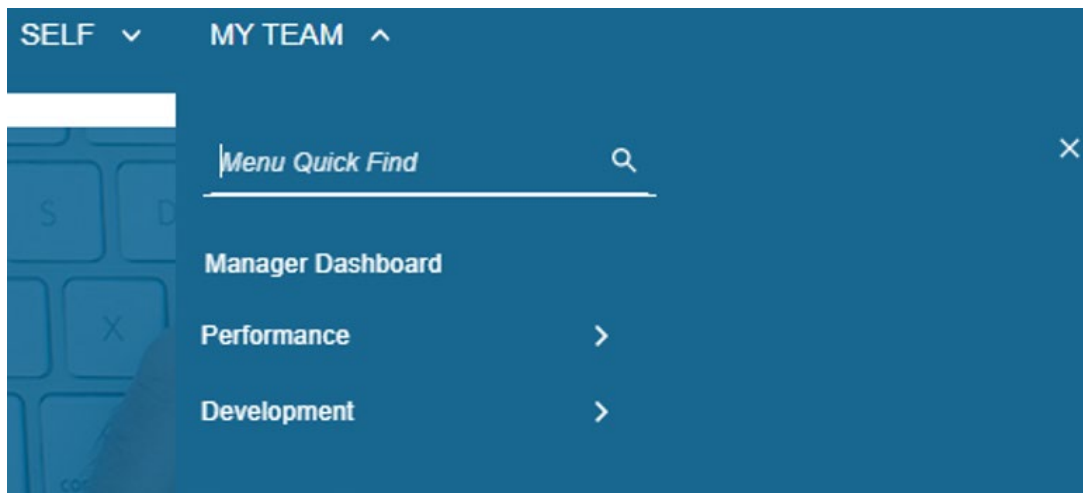 SELF MY TEAM
Menu Quick Find
S D
Manager Dashboard
X
Performance
Development